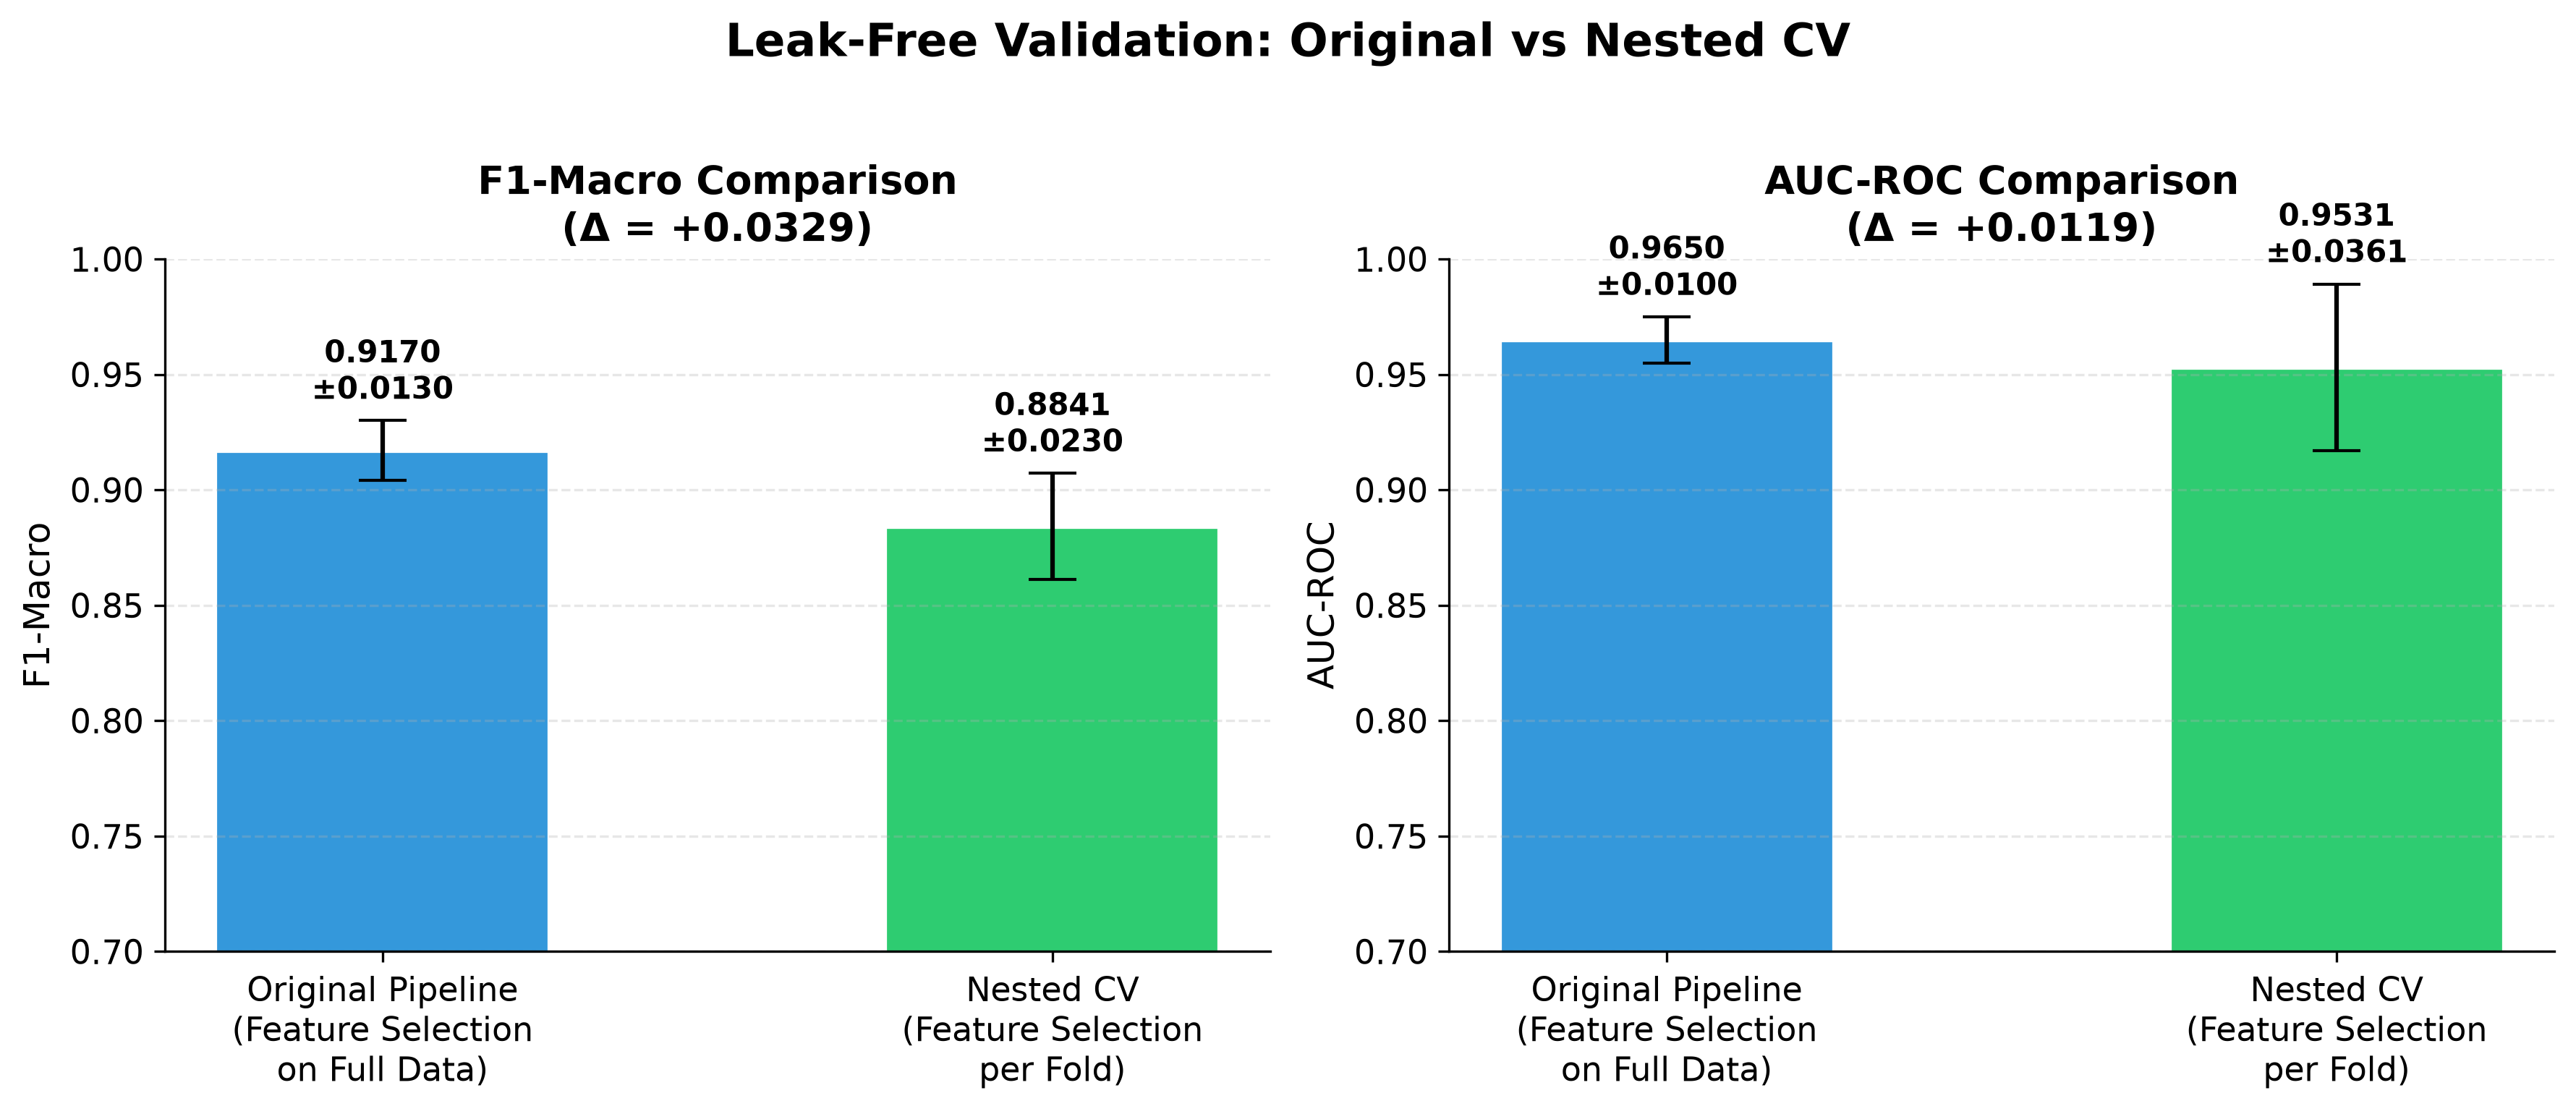 Leak-Free Validation: Original vs Nested CV
F1-Macro Comparison
(Δ = +0.0329)
1.00
0.95
0.90
0.85
0.80
0.75
0.70
F1-Macro
0.9170
±0.0130
0.8841
±0.0230
Original Pipeline
(Feature Selection
on Full Data)
Nested CV
(Feature Selection
per Fold)
AUC-ROC Comparison
(Δ = +0.0119)
1.00
0.95
0.90
0.85
0.80
0.75
0.70
AUC-ROC
0.9650
±0.0100
0.9531
±0.0361
Original Pipeline
(Feature Selection
on Full Data)
Nested CV
(Feature Selection
per Fold)